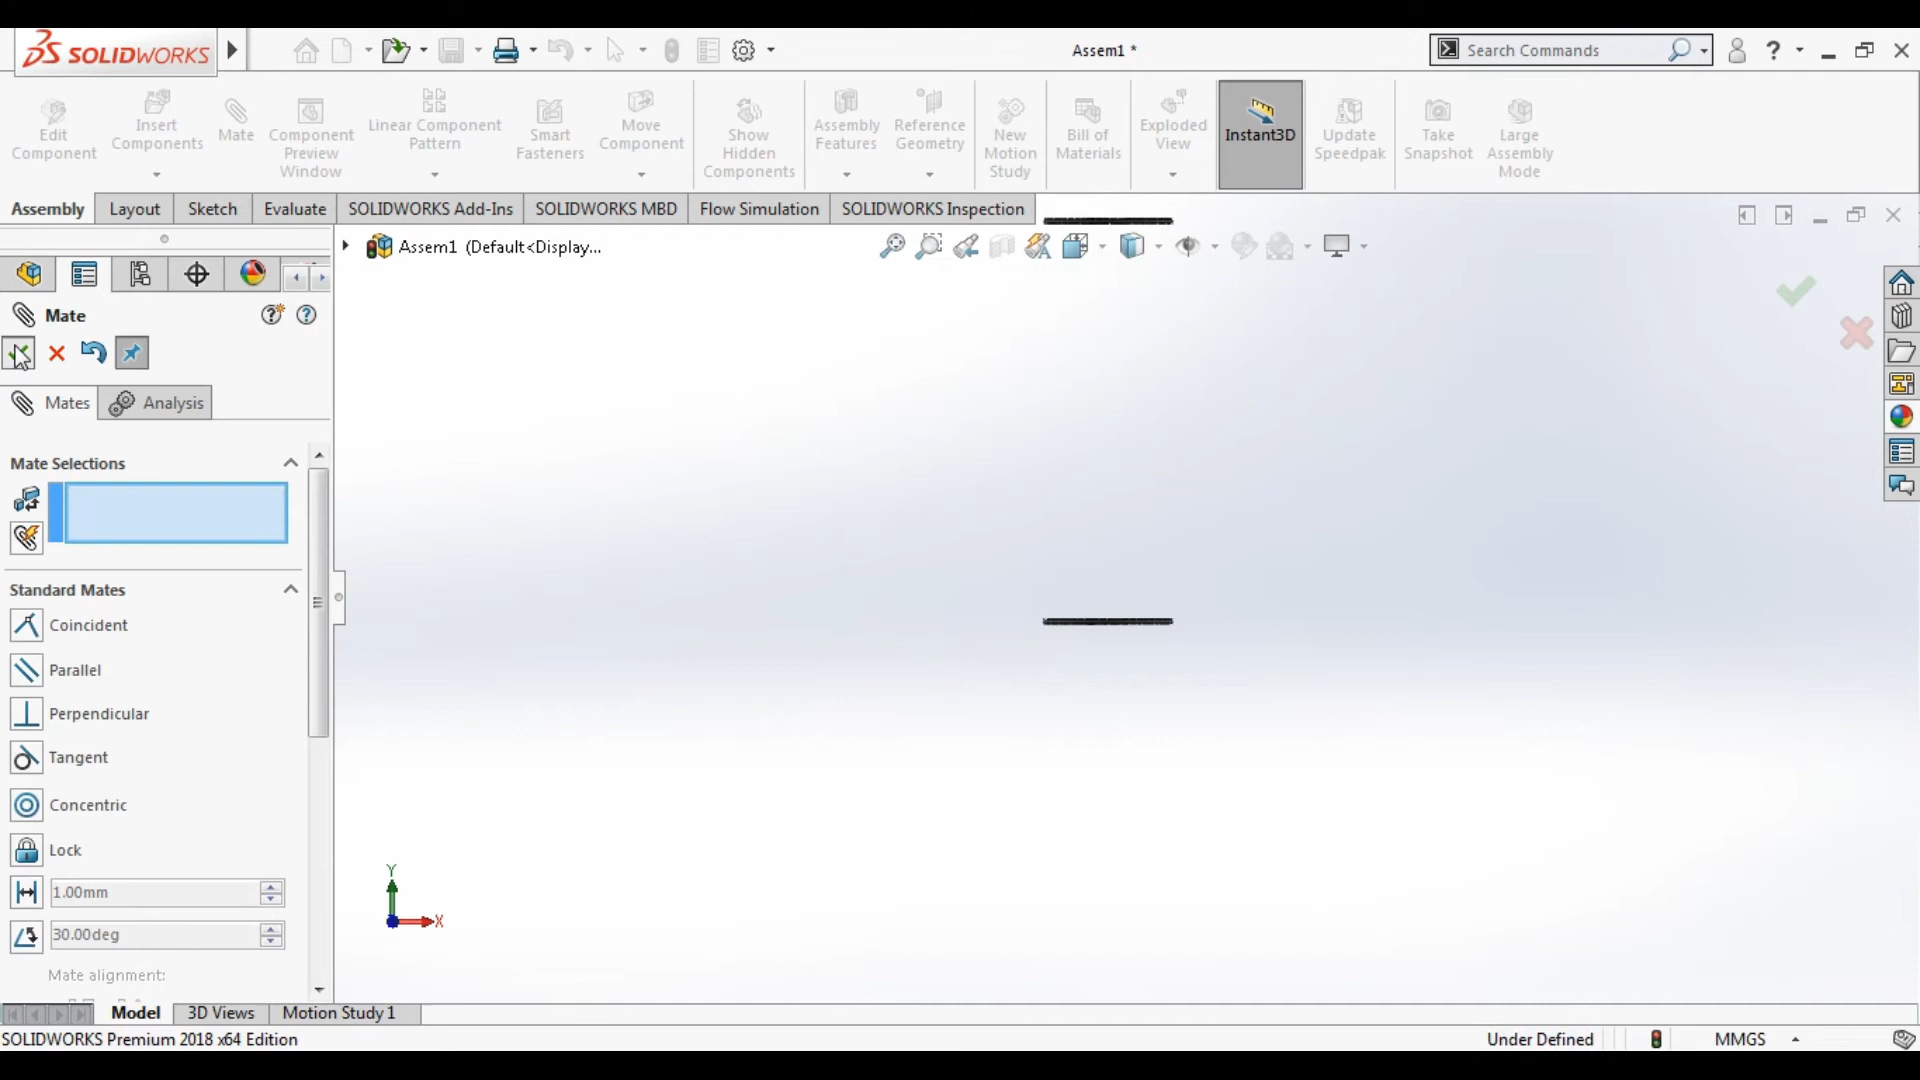 SOLIDWORKS
Assem1 *
Search Commands
?
Edit Component
Insert Components
Mate
Component Preview Window
Linear Component Pattern
Smart Fasteners
Move Component
Show Hidden Components
Assembly Features
Reference Geometry
New Motion Study
Bill of Materials
Exploded View
Instant3D
Update Speedpak
Take Snapshot
Large Assembly Mode
Assembly
Layout
Sketch
Evaluate
SOLIDWORKS Add-Ins
SOLIDWORKS MBD
Flow Simulation
SOLIDWORKS Inspection
Assem1 (Default<Display...
Mate
Mates
Analysis
Mate Selections
Standard Mates
Coincident
Parallel
Perpendicular
Tangent
Concentric
Lock
1.00mm
30.00deg
Mate alignment:
Y
X
Model
3D Views
Motion Study 1
SOLIDWORKS Premium 2018 x64 Edition
Under Defined
MMGS